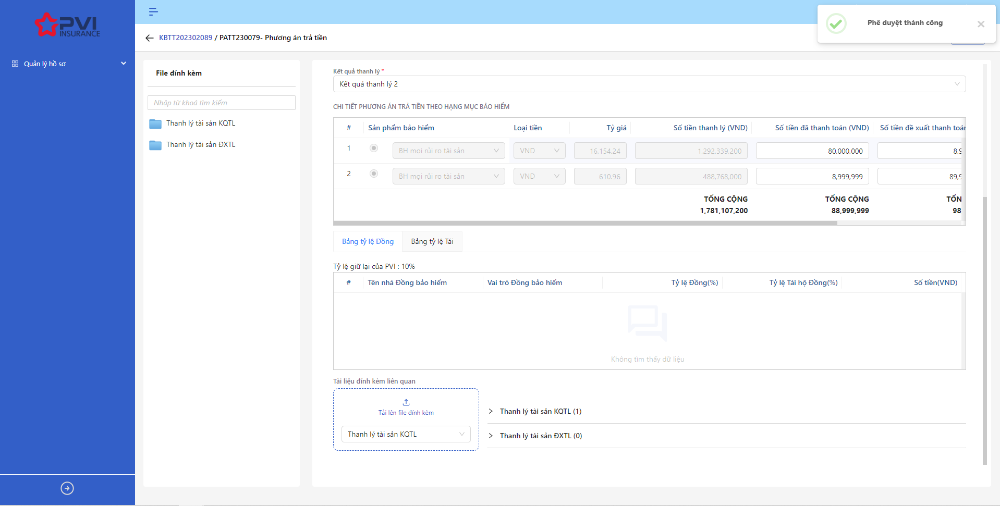 PVI
INSURANCE
Quản lý hồ sơ
KBTT202302089 / PATT230079- Phương án trả tiền
Phê duyệt thành công
File đính kèm
Nhập từ khoá tìm kiếm
Thanh lý tài sản KQTL
Thanh lý tài sản ĐXTL
Kết quả thanh lý *
Kết quả thanh lý 2
CHI TIẾT PHƯƠNG ÁN TRẢ TIỀN THEO HẠNG MỤC BẢO HIỂM
# Sản phẩm bảo hiểm Loại tiền Tỷ giá Số tiền thanh lý (VND) Số tiền đã thanh toán (VND) Số tiền đề xuất thanh toán
1 BH mọi rủi ro tài sản VND 16,154.24 1,292,339,200 80,000,000 8,9
2 BH mọi rủi ro tài sản VND 610.96 488,768,000 8,999,999 89,9
TỔNG CỘNG TỔNG CỘNG TỔN
1,781,107,200 88,999,999 98
Bảng tỷ lệ Đồng Bảng tỷ lệ Tái
Tỷ lệ giữ lại của PVI : 10%
# Tên nhà Đồng bảo hiểm Vai trò Đồng bảo hiểm Tỷ lệ Đồng(%) Tỷ lệ Tái hộ Đồng(%) Số tiền(VND)
Không tìm thấy dữ liệu
Tài liệu đính kèm liên quan
Tải lên file đính kèm
Thanh lý tài sản KQTL
Thanh lý tài sản KQTL (1)
Thanh lý tài sản ĐXTL (0)